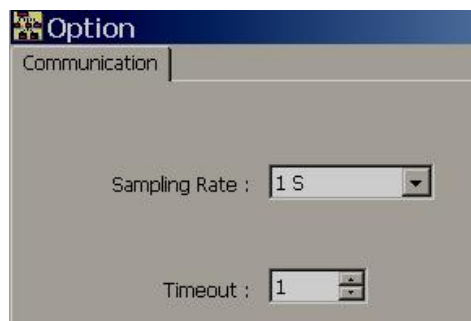 Option
Communication
Sampling Rate : 1 S
Timeout : 1